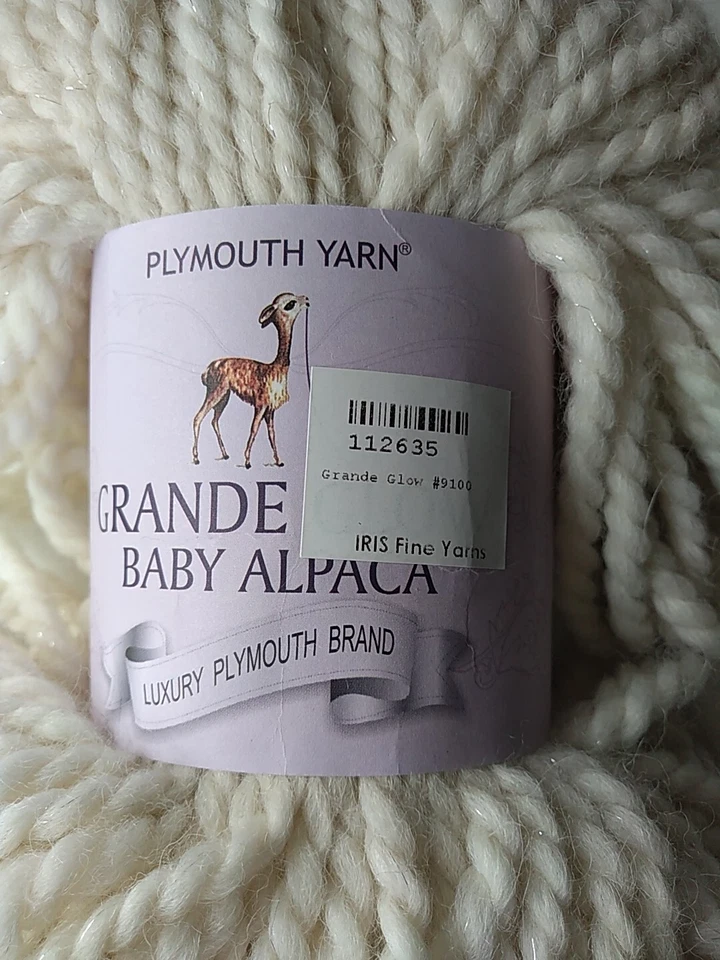 PLYMOUTH YARN®
112635
Grande Glow #9100
IRIS Fine Yarns
GRANDE
BABY ALPACA
LUXURY PLYMOUTH BRAND